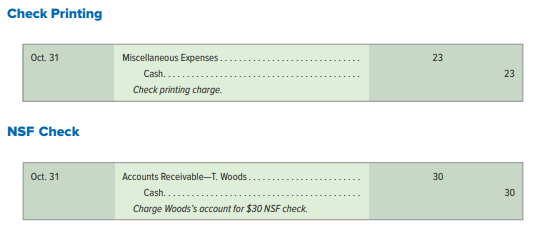 Check Printing
Oct. 31 Miscellaneous Expenses . . . . . . . . . . . . . . . . . . . . . . . . . . . . 23
Cash. . . . . . . . . . . . . . . . . . . . . . . . . . . . . . . . . . . . . . . 23
Check printing charge.
NSF Check
Oct. 31 Accounts Receivable—T. Woods . . . . . . . . . . . . . . . . . . . . . . 30
Cash. . . . . . . . . . . . . . . . . . . . . . . . . . . . . . . . . . . . . . . 30
Charge Woods's account for $30 NSF check.